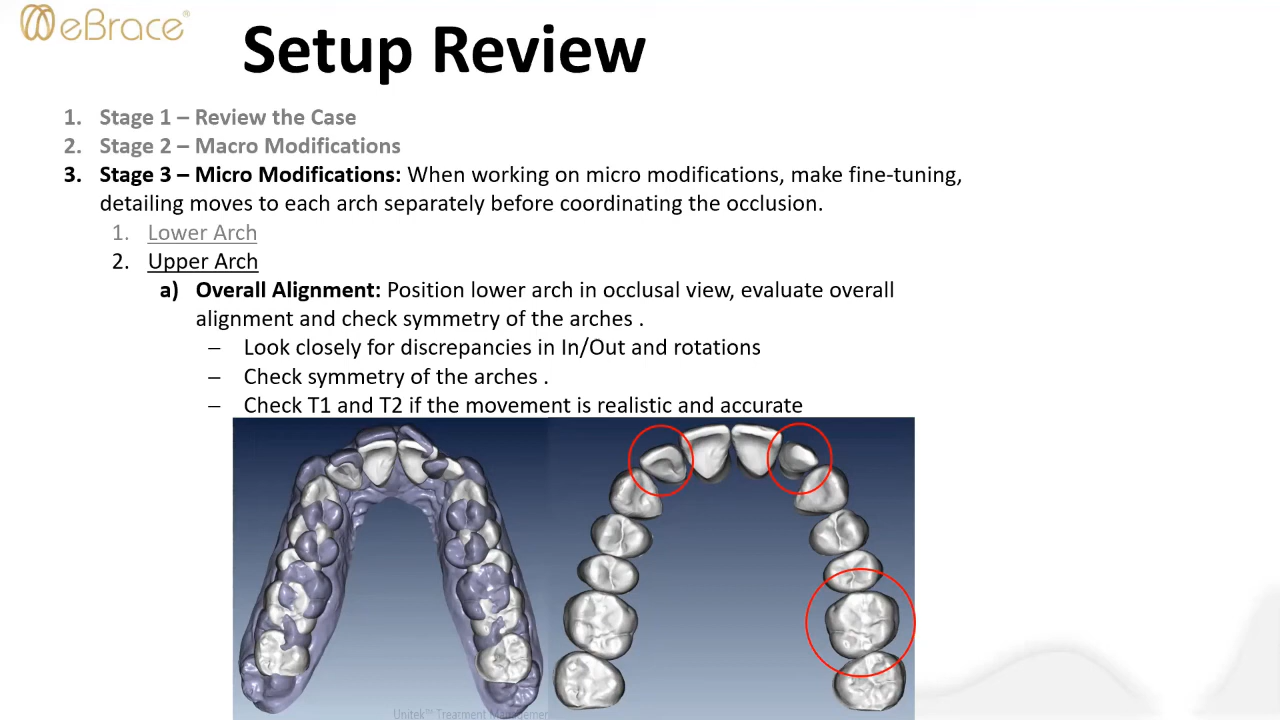 eBrace®
Setup Review
1. Stage 1 – Review the Case
2. Stage 2 – Macro Modifications
3. Stage 3 – Micro Modifications: When working on micro modifications, make fine-tuning,
detailing moves to each arch separately before coordinating the occlusion.
1. Lower Arch
2. Upper Arch
a) Overall Alignment: Position lower arch in occlusal view, evaluate overall
alignment and check symmetry of the arches .
– Look closely for discrepancies in In/Out and rotations
– Check symmetry of the arches .
– Check T1 and T2 if the movement is realistic and accurate
Unitek™ Treatment Managemen